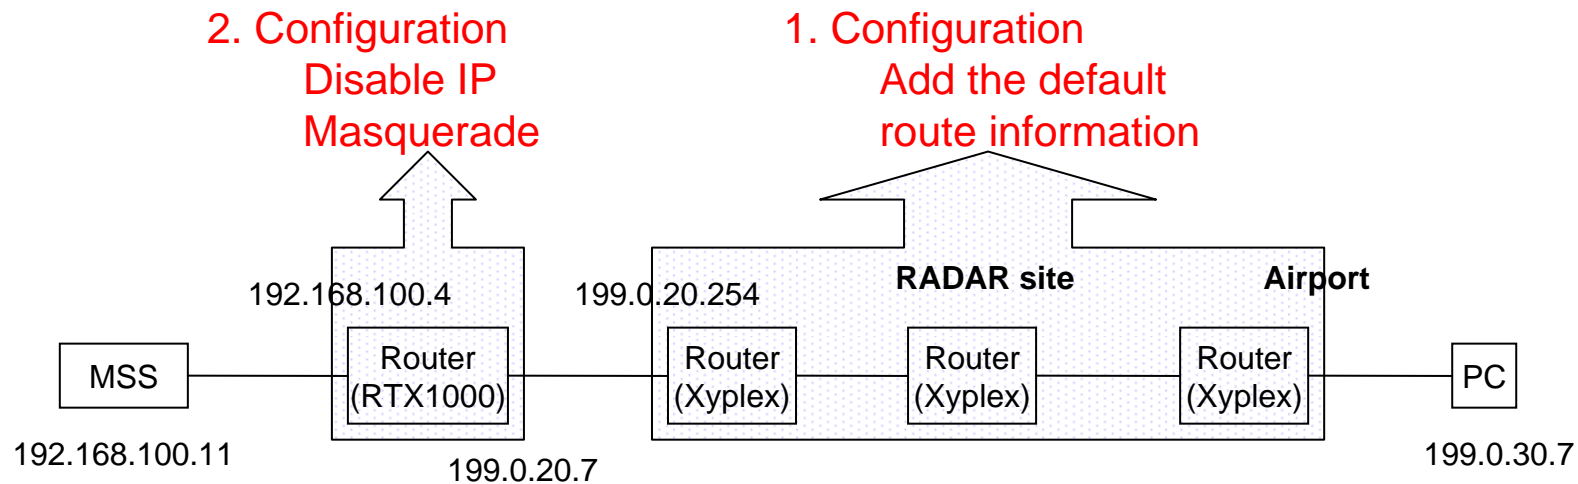 2. Configuration
Disable IP
Masquerade
1. Configuration
Add the default
route information
RADAR site
Airport
192.168.100.4
199.0.20.254
MSS
Router
(RTX1000)
Router
(Xyplex)
Router
(Xyplex)
Router
(Xyplex)
PC
192.168.100.11
199.0.20.7
199.0.30.7